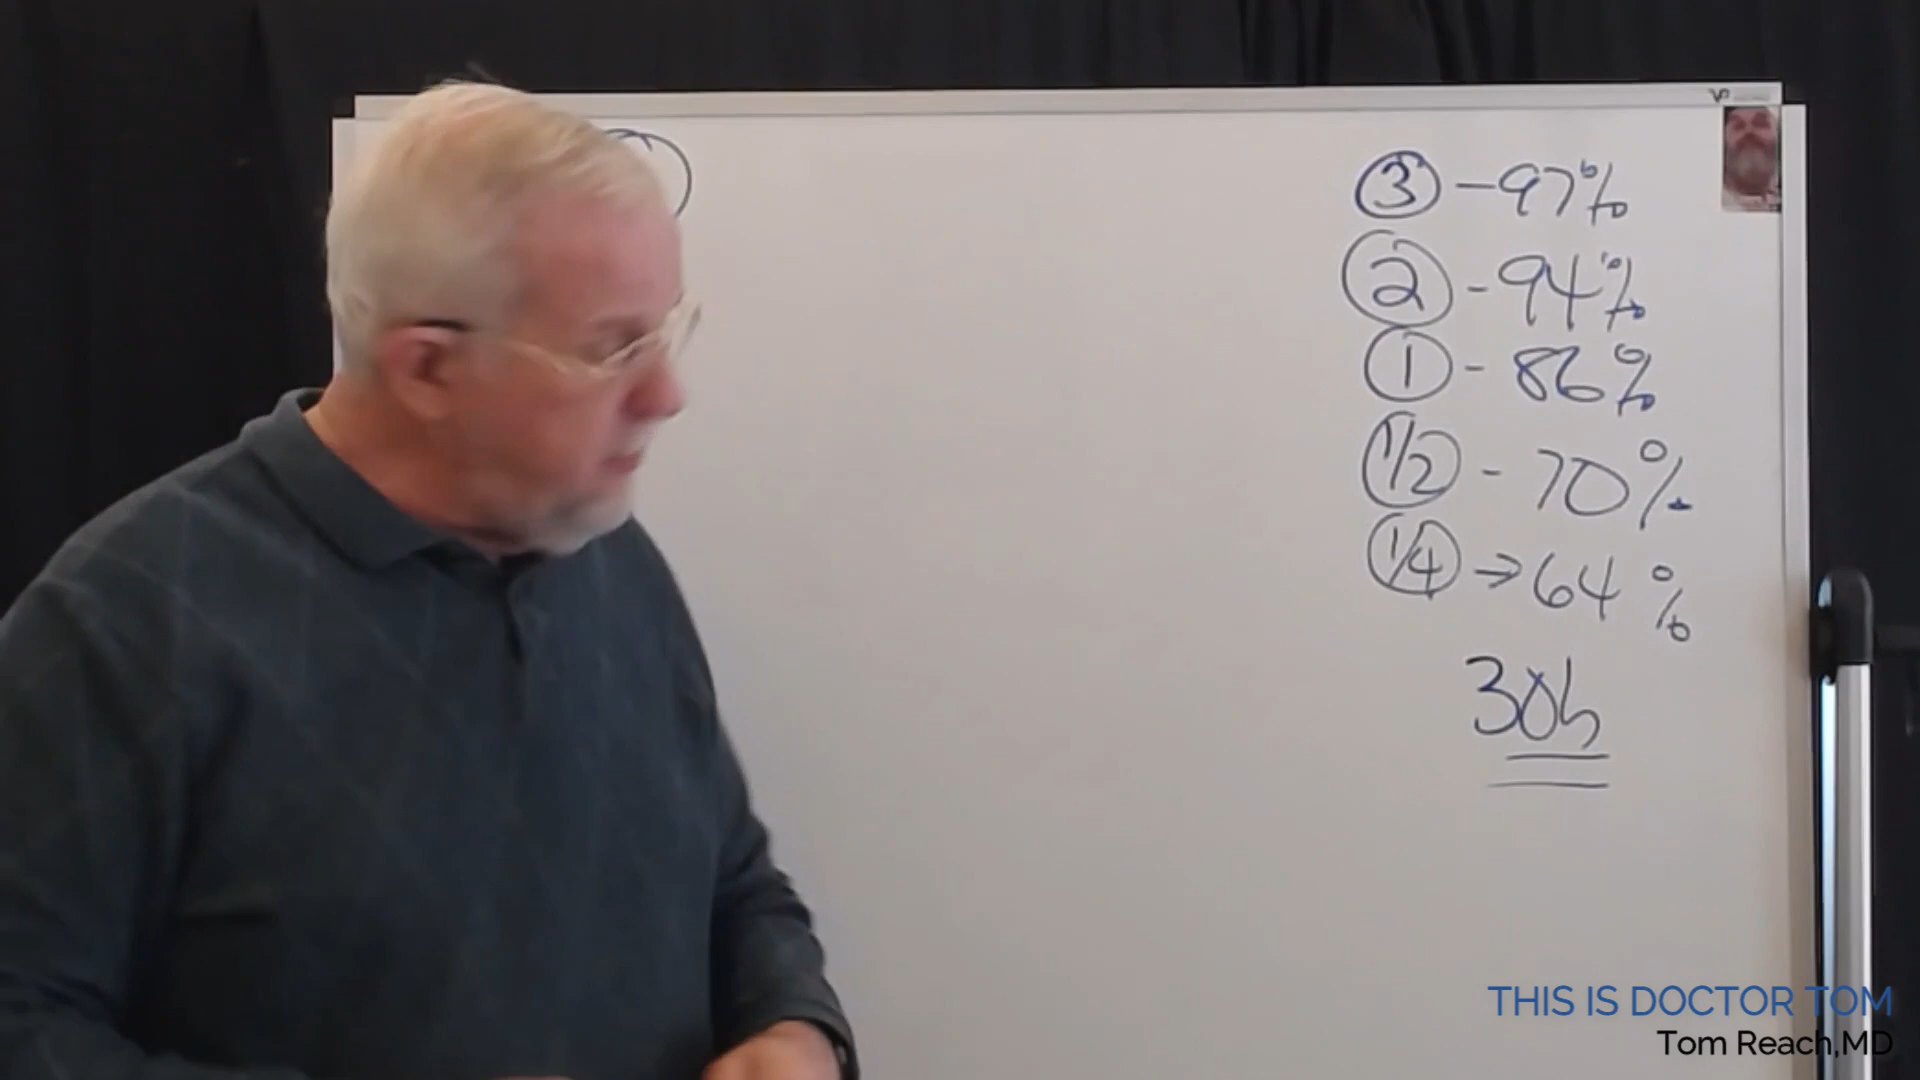 3 - 97%
2 - 94%
1 - 86%
1/2 - 70%
1/4 → 64%
30h
THIS IS DOCTOR TOM
Tom Reach,MD